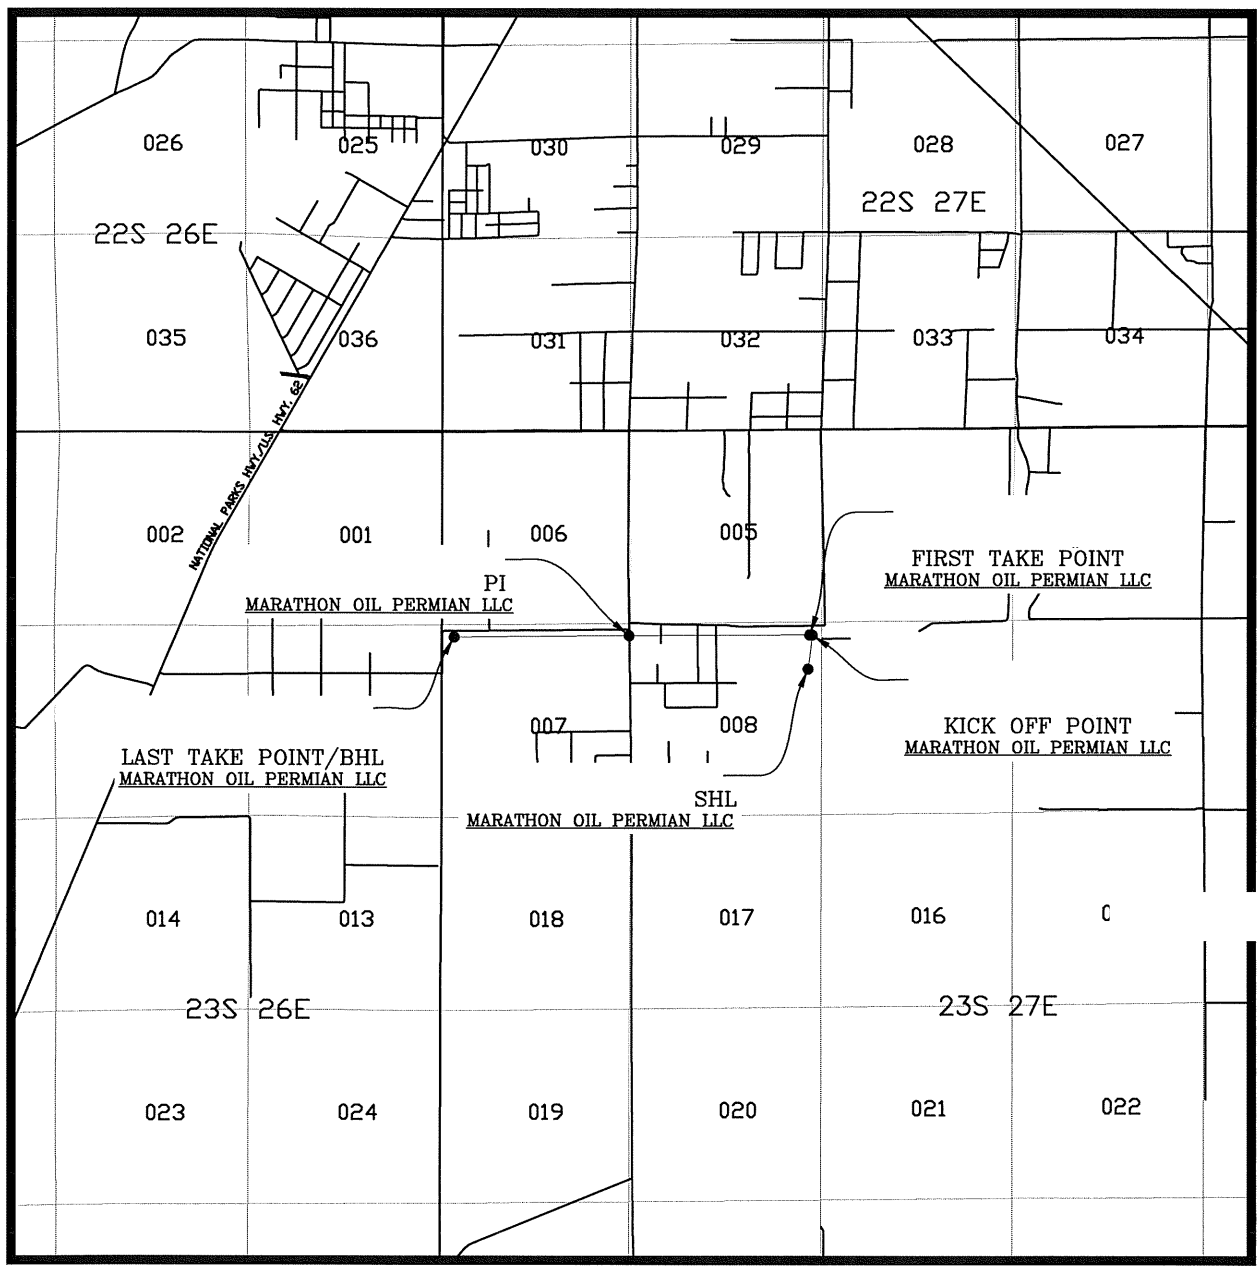 026
025
030
029
028
027
22S 26E
22S 27E
035
036
031
032
033
034
NATIONAL PARKS HWY./U.S. HWY. 62
002
001
006
005
FIRST TAKE POINT
MARATHON OIL PERMIAN LLC
PI
MARATHON OIL PERMIAN LLC
007
008
KICK OFF POINT
MARATHON OIL PERMIAN LLC
LAST TAKE POINT/BHL
MARATHON OIL PERMIAN LLC
SHL
MARATHON OIL PERMIAN LLC
014
013
018
017
016
0
23S 26E
23S 27E
023
024
019
020
021
022